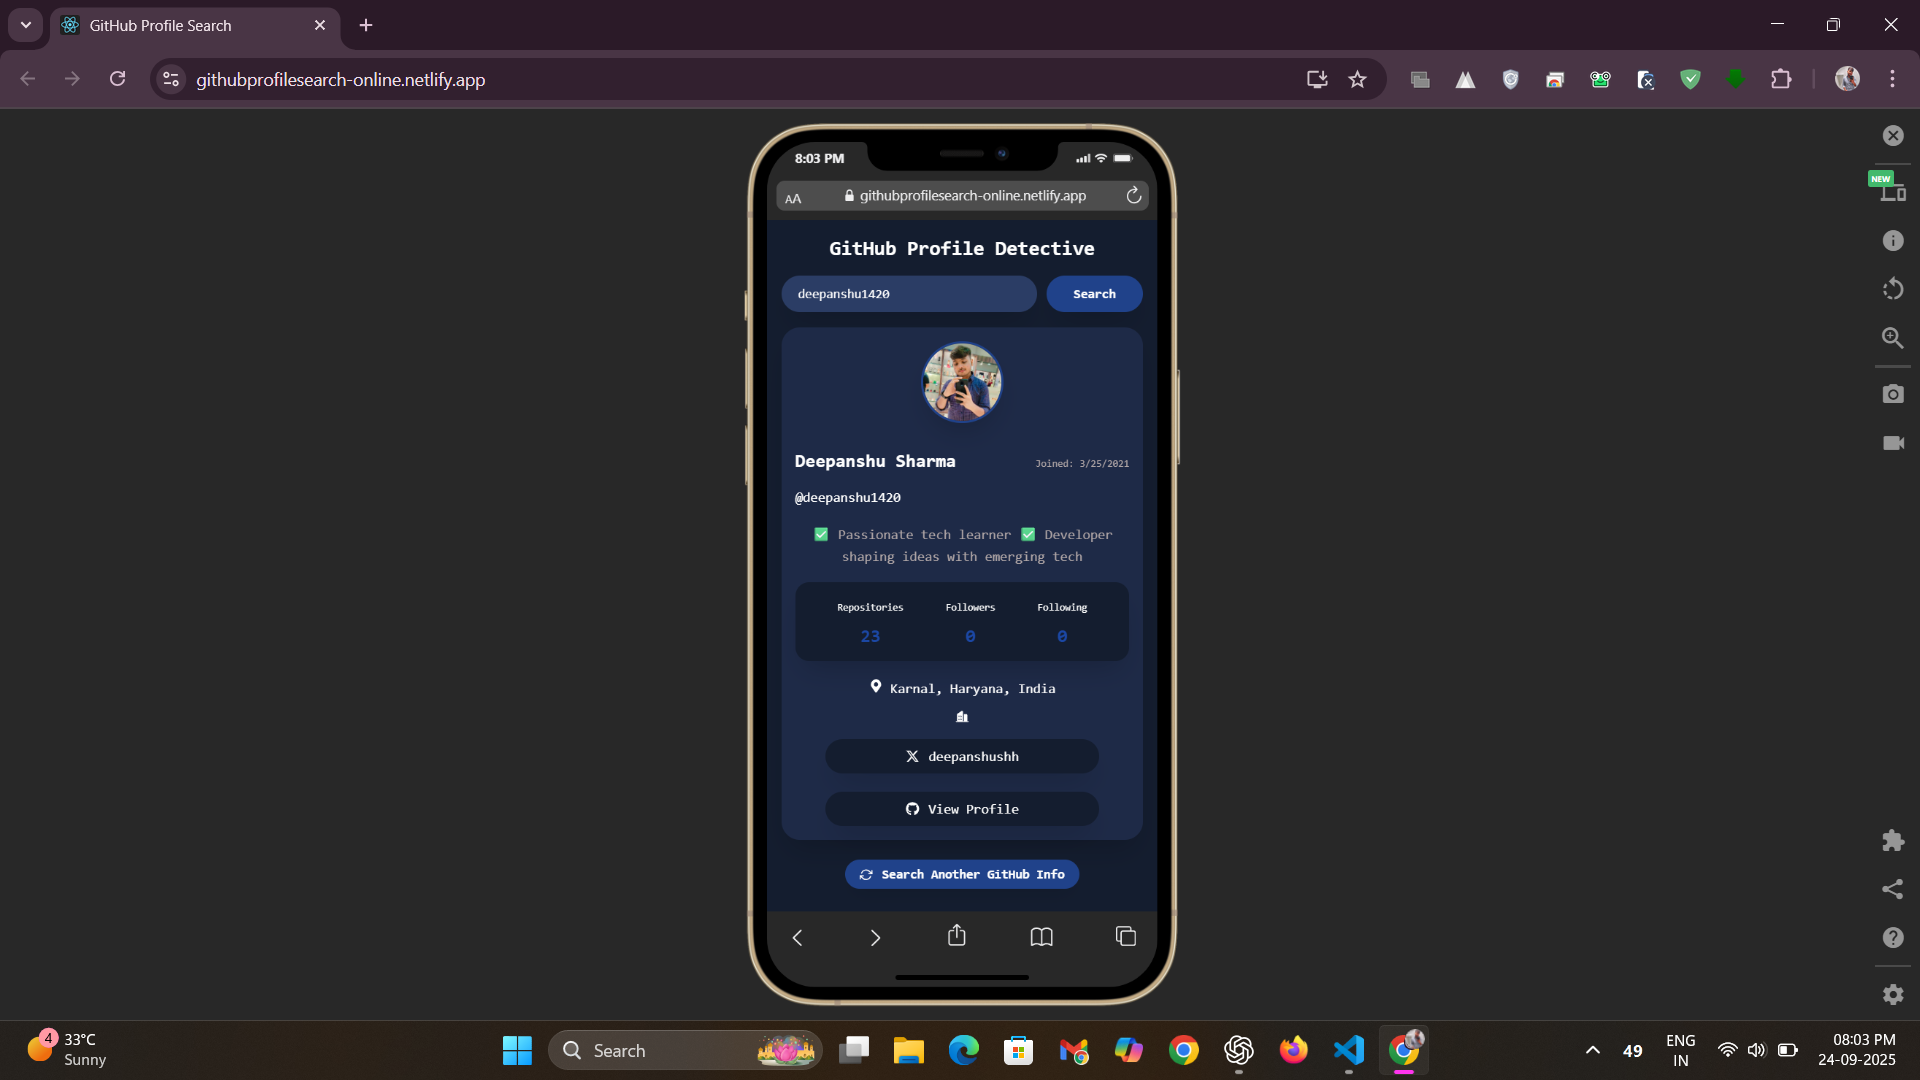 GitHub Profile Search
githubprofilesearch-online.netlify.app
8:03 PM
AA
githubprofilesearch-online.netlify.app
NEW
GitHub Profile Detective
deepanshu1420
Search
Deepanshu Sharma
Joined: 3/25/2021
@deepanshu1420
✅ Passionate tech learner ✅ Developer
shaping ideas with emerging tech
Repositories Followers Following
23 0 0
Karnal, Haryana, India
deepanshushh
View Profile
Search Another GitHub Info
4
33°C
Sunny
Search
49
ENG
IN
08:03 PM
24-09-2025